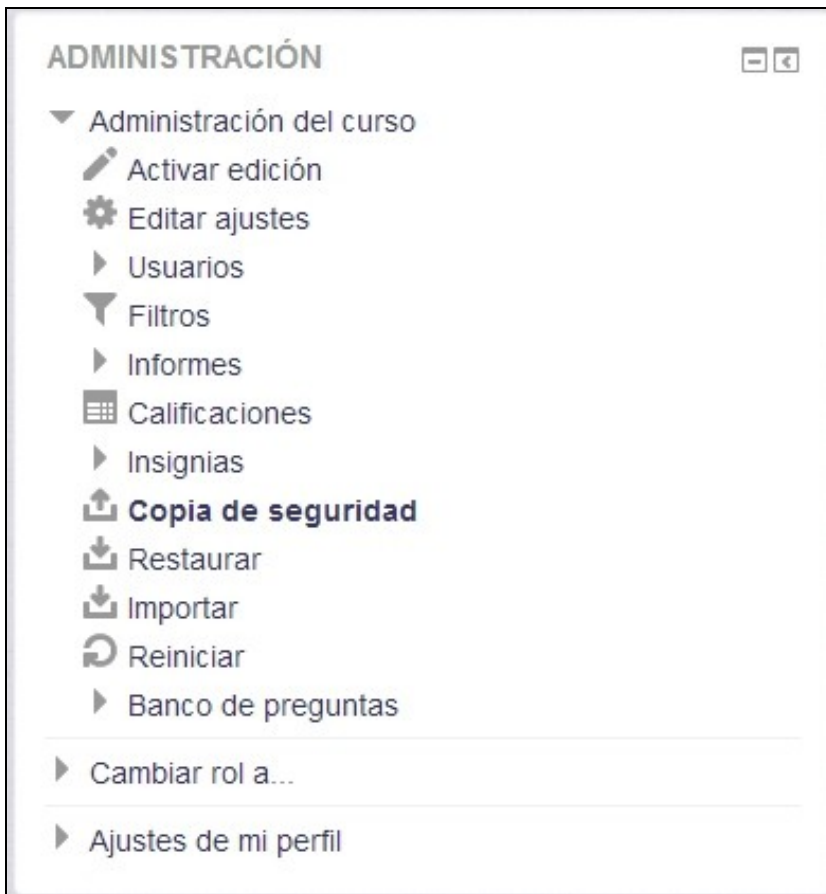 ADMINISTRACIÓN
Administración del curso
Activar edición
Editar ajustes
Usuarios
Filtros
Informes
Calificaciones
Insignias
Copia de seguridad
Restaurar
Importar
Reiniciar
Banco de preguntas
Cambiar rol a...
Ajustes de mi perfil